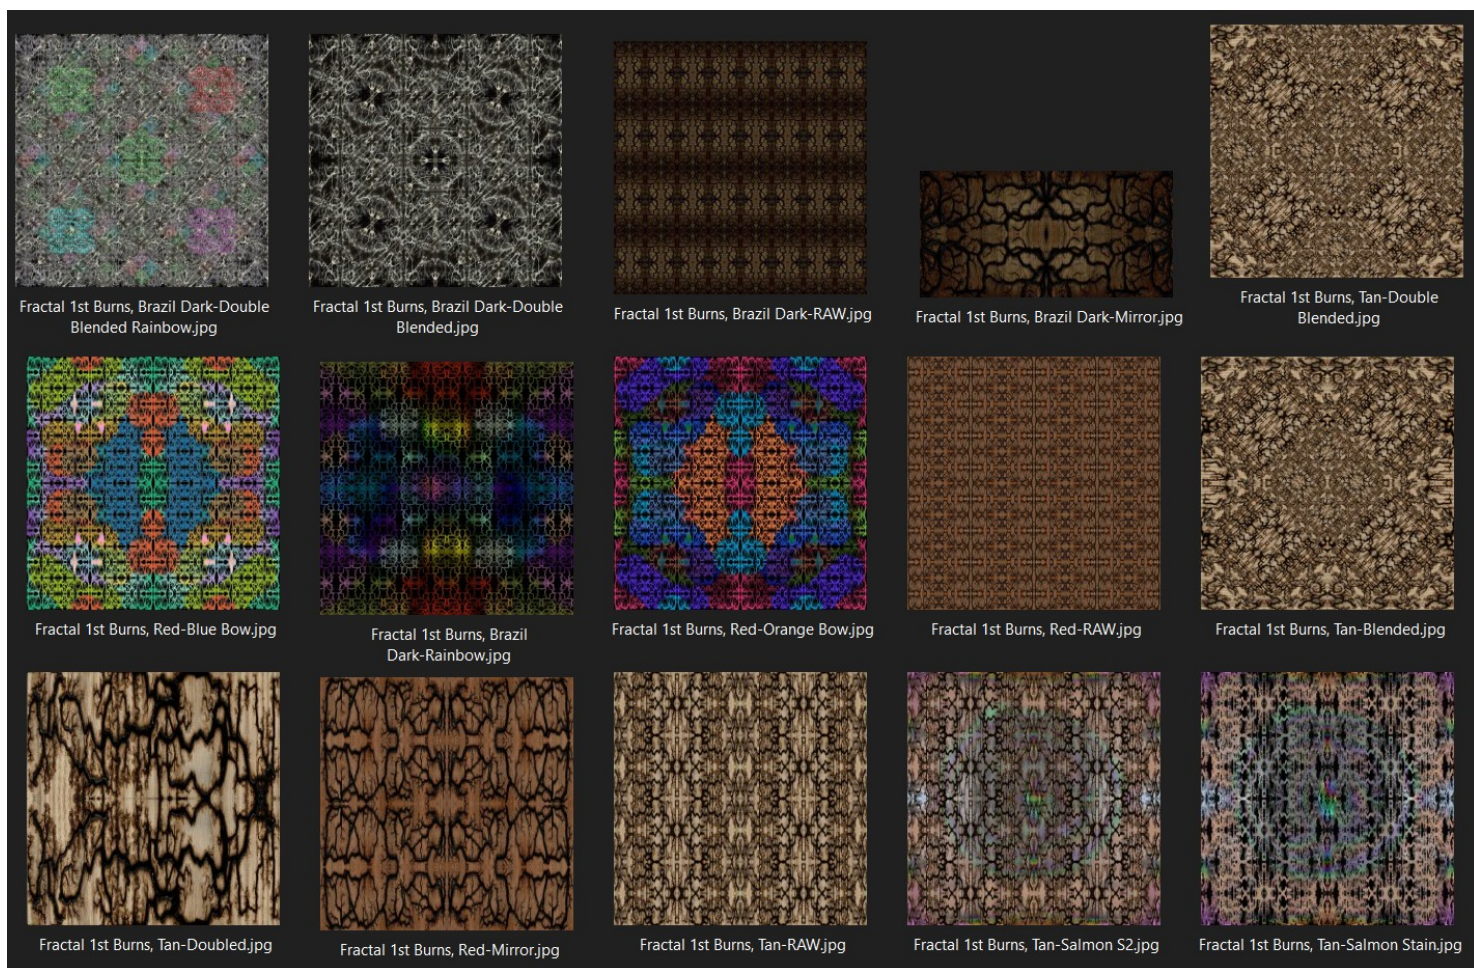 Fractal 1st Burns, Brazil Dark-Double
Blended Rainbow.jpg
Fractal 1st Burns, Brazil Dark-Double
Blended.jpg
Fractal 1st Burns, Brazil Dark-RAW.jpg
Fractal 1st Burns, Brazil Dark-Mirror.jpg
Fractal 1st Burns, Tan-Double
Blended.jpg
Fractal 1st Burns, Red-Blue Bow.jpg
Fractal 1st Burns, Brazil
Dark-Rainbow.jpg
Fractal 1st Burns, Red-Orange Bow.jpg
Fractal 1st Burns, Red-RAW.jpg
Fractal 1st Burns, Tan-Blended.jpg
Fractal 1st Burns, Tan-Doubled.jpg
Fractal 1st Burns, Red-Mirror.jpg
Fractal 1st Burns, Tan-RAW.jpg
Fractal 1st Burns, Tan-Salmon S2.jpg
Fractal 1st Burns, Tan-Salmon Stain.jpg